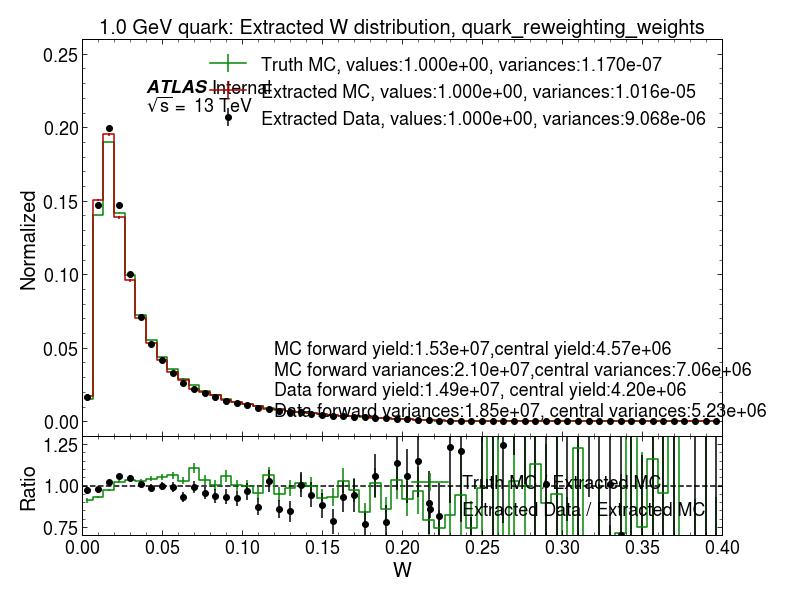 1.0 GeV quark: Extracted W distribution, quark_reweighting_weights
0.25
Truth MC, values:1.000e+00, variances:1.170e-07
ATLAS Internal
Extracted MC, values:1.000e+00, variances:1.016e-05
√s = 13 TeV
Extracted Data, values:1.000e+00, variances:9.068e-06
0.20
0.15
Normalized
0.10
MC forward yield:1.53e+07,central yield:4.57e+06
0.05
MC forward variances:2.10e+07,central variances:7.06e+06
Data forward yield:1.49e+07, central yield:4.20e+06
Data forward variances:1.85e+07, central variances:5.23e+06
0.00
1.25
Ratio
1.00
Truth MC / Extracted MC
Extracted Data / Extracted MC
0.75
0.00 0.05 0.10 0.15 0.20 0.25 0.30 0.35 0.40
W